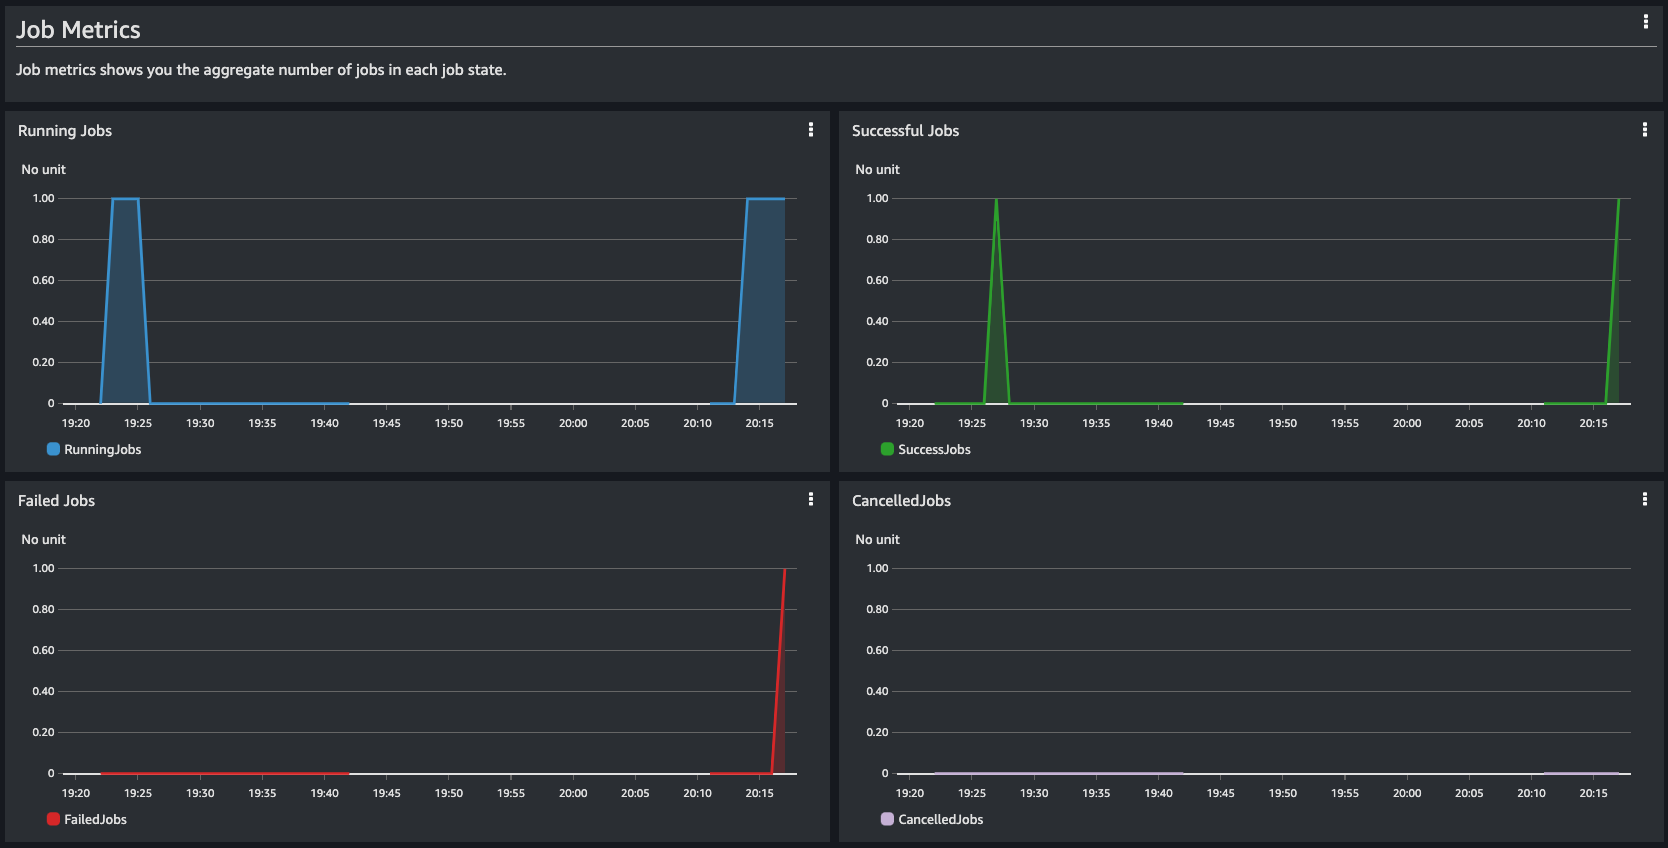 Job Metrics
Job metrics shows you the aggregate number of jobs in each job state.
Running Jobs
No unit
1.00
0.80
0.60
0.40
0.20
0
19:20 19:25 19:30 19:35 19:40 19:45 19:50 19:55 20:00 20:05 20:10 20:15
RunningJobs
Successful Jobs
No unit
1.00
0.80
0.60
0.40
0.20
0
19:20 19:25 19:30 19:35 19:40 19:45 19:50 19:55 20:00 20:05 20:10 20:15
SuccessJobs
Failed Jobs
No unit
1.00
0.80
0.60
0.40
0.20
0
19:20 19:25 19:30 19:35 19:40 19:45 19:50 19:55 20:00 20:05 20:10 20:15
FailedJobs
CancelledJobs
No unit
1.00
0.80
0.60
0.40
0.20
0
19:20 19:25 19:30 19:35 19:40 19:45 19:50 19:55 20:00 20:05 20:10 20:15
CancelledJobs